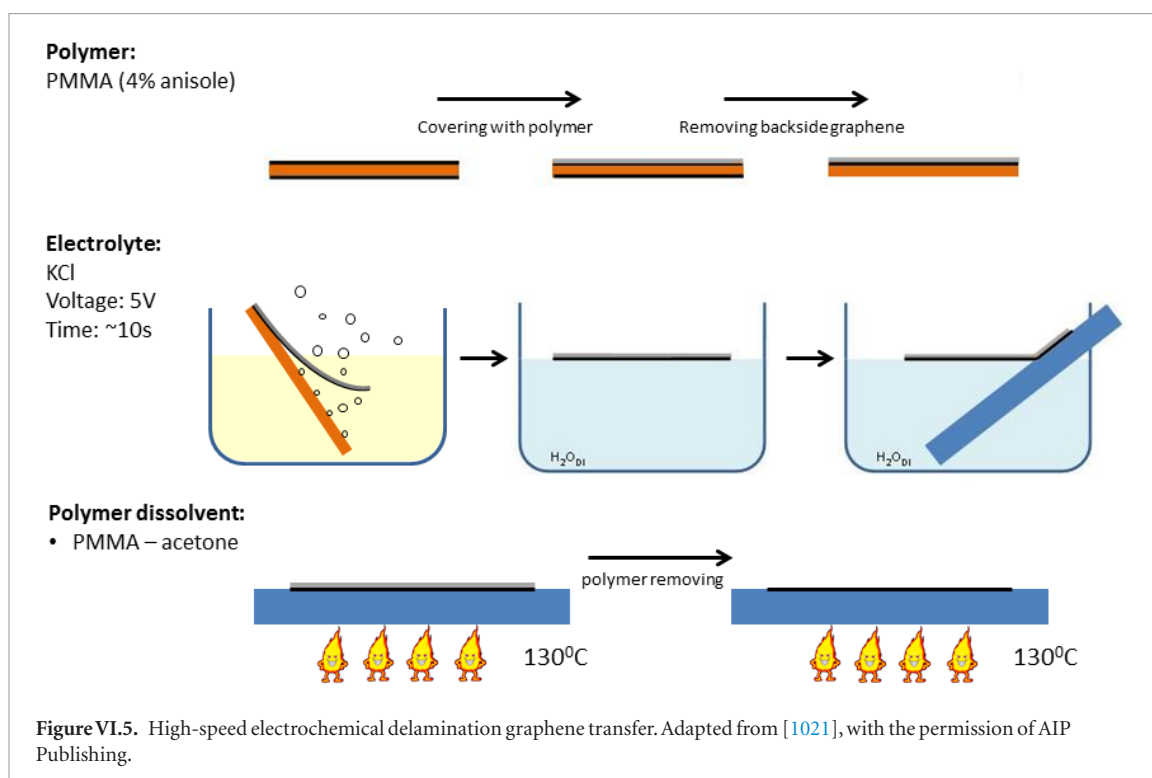 Polymer:
PMMA (4% anisole)
Covering with polymer
Removing backside graphene
Electrolyte:
KCl
Voltage: 5V
Time: ~10s
H₂O_DI
H₂O_DI
Polymer dissolvent:
• PMMA – acetone
polymer removing
130⁰C
130⁰C
Figure VI.5. High-speed electrochemical delamination graphene transfer. Adapted from [1021], with the permission of AIP
Publishing.